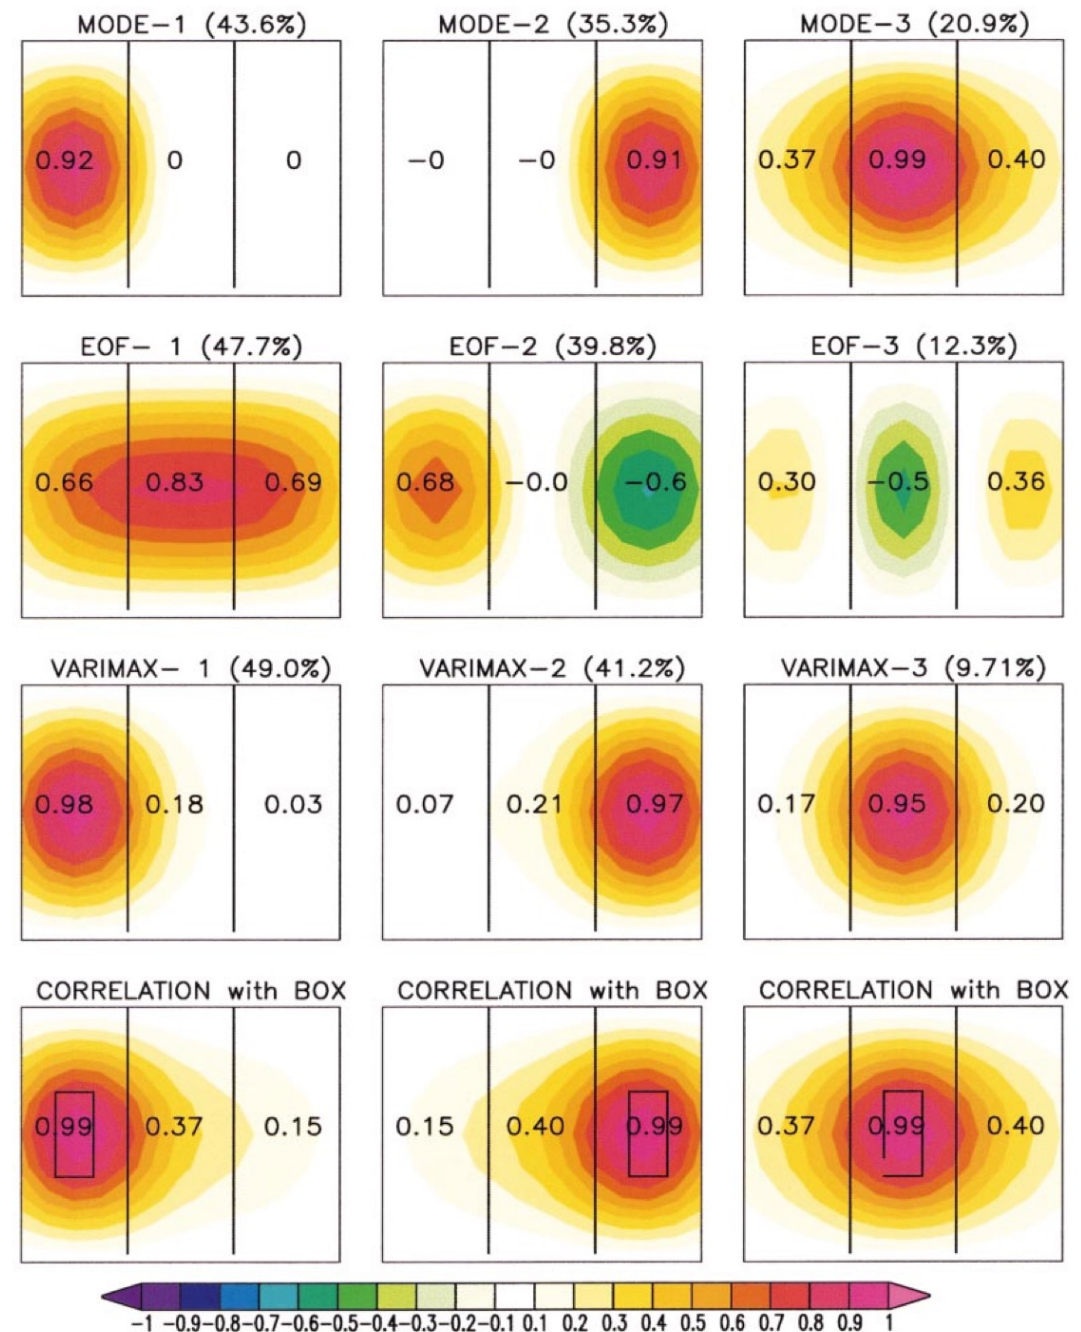 MODE-1 (43.6%) MODE-2 (35.3%) MODE-3 (20.9%)
0.92 0 0 -0 -0 0.91 0.37 0.99 0.40
EOF- 1 (47.7%) EOF-2 (39.8%) EOF-3 (12.3%)
0.66 0.83 0.69 0.68 -0.0 -0.6 0.30 -0.5 0.36
VARIMAX- 1 (49.0%) VARIMAX-2 (41.2%) VARIMAX-3 (9.71%)
0.98 0.18 0.03 0.07 0.21 0.97 0.17 0.95 0.20
CORRELATION with BOX CORRELATION with BOX CORRELATION with BOX
0.99 0.37 0.15 0.15 0.40 0.99 0.37 0.99 0.40
-1 -0.9-0.8-0.7-0.6-0.5-0.4-0.3-0.2-0.1 0.1 0.2 0.3 0.4 0.5 0.6 0.7 0.8 0.9 1